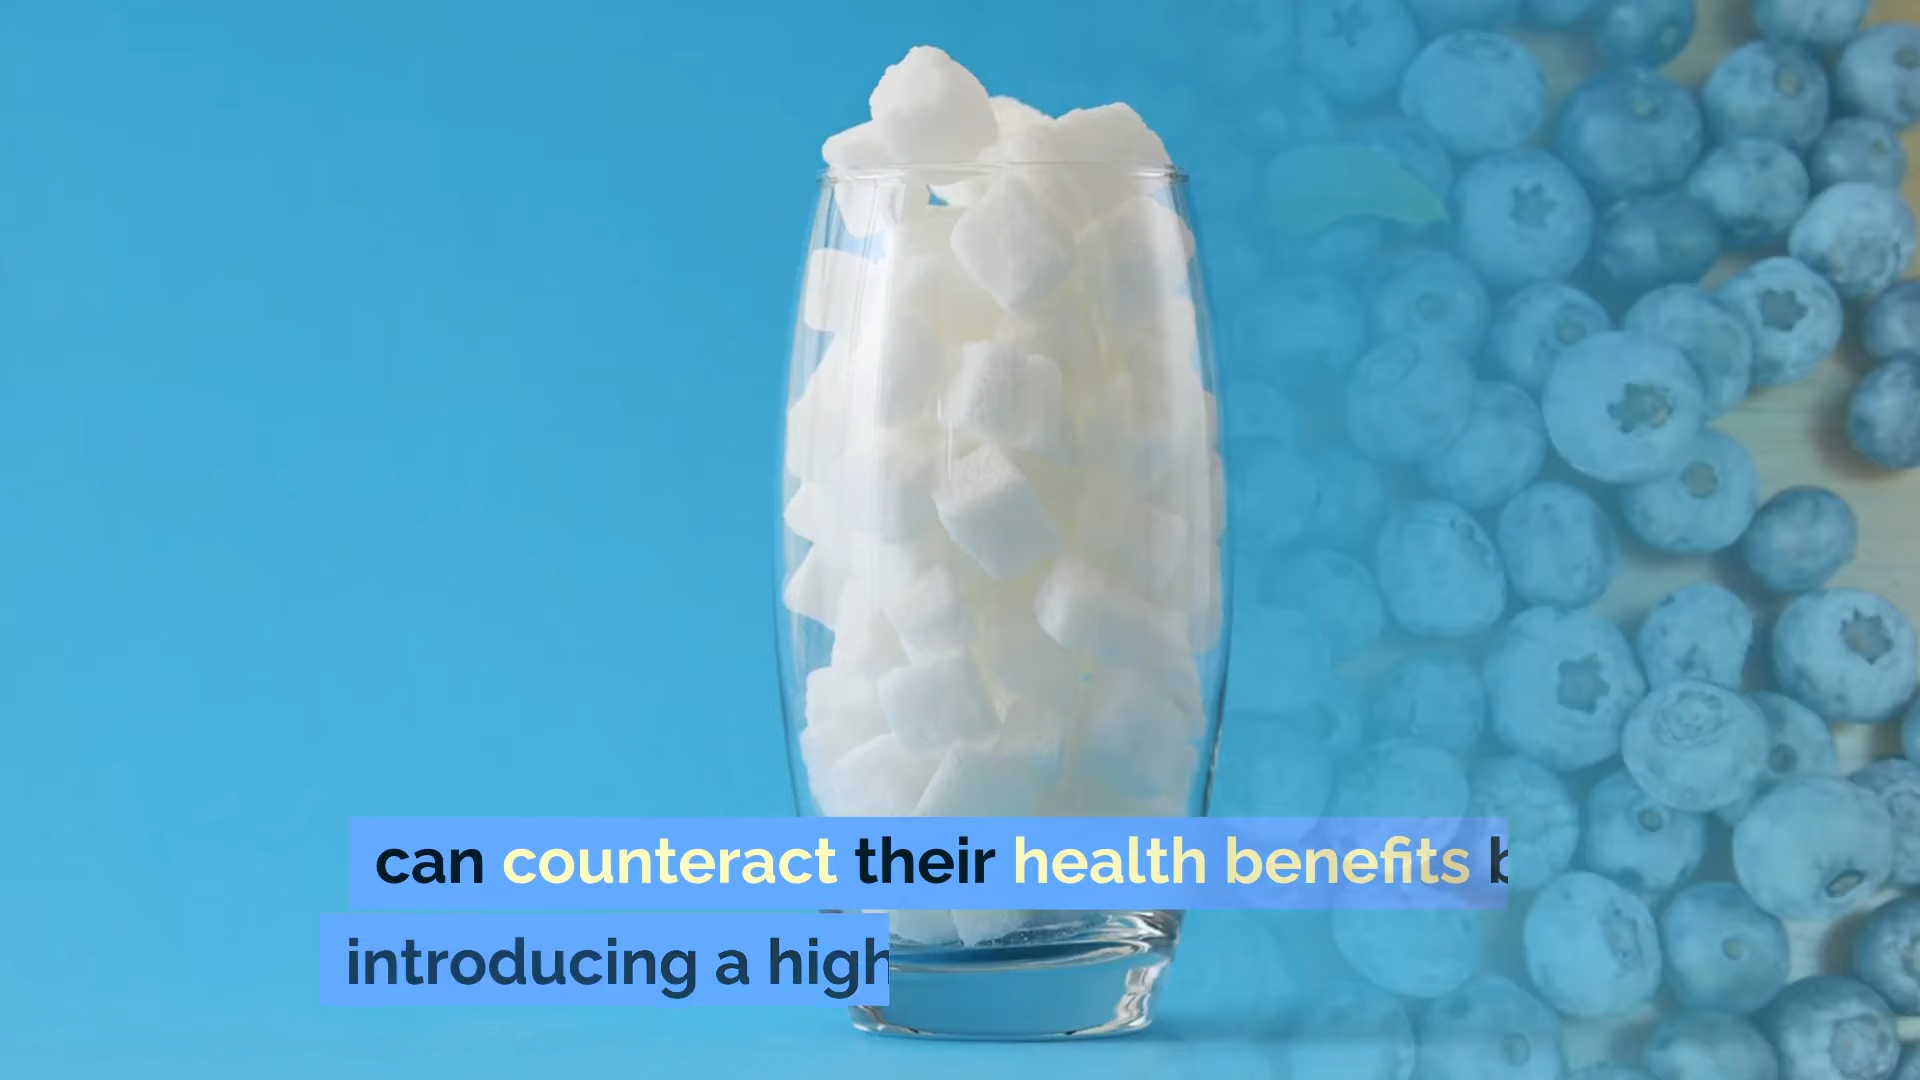 can counteract their health benefits
introducing a high